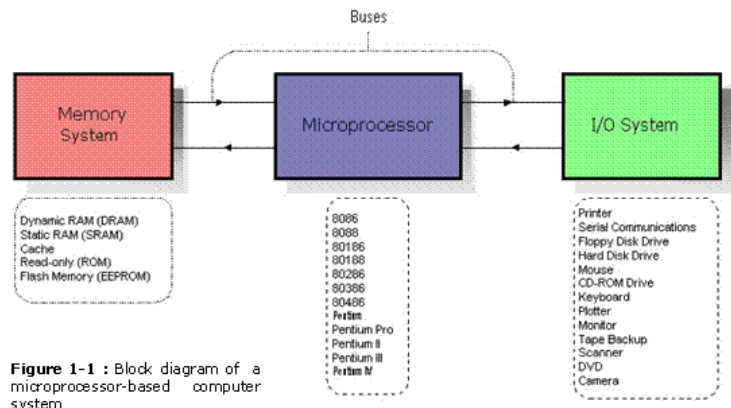 Buses
Memory
System
Microprocessor
I/O System
Dynamic RAM (DRAM)
Static RAM (SRAM)
Cache
Read-only (ROM)
Flash Memory (EEPROM)
8086
8088
80186
80188
80286
80386
80486
Pentium
Pentium Pro
Pentium II
Pentium III
Pentium IV
Printer
Serial Communications
Floppy Disk Drive
Hard Disk Drive
Mouse
CD-ROM Drive
Keyboard
Plotter
Monitor
Tape Backup
Scanner
DVD
Camera
Figure 1-1 : Block diagram of a
microprocessor-based computer
system